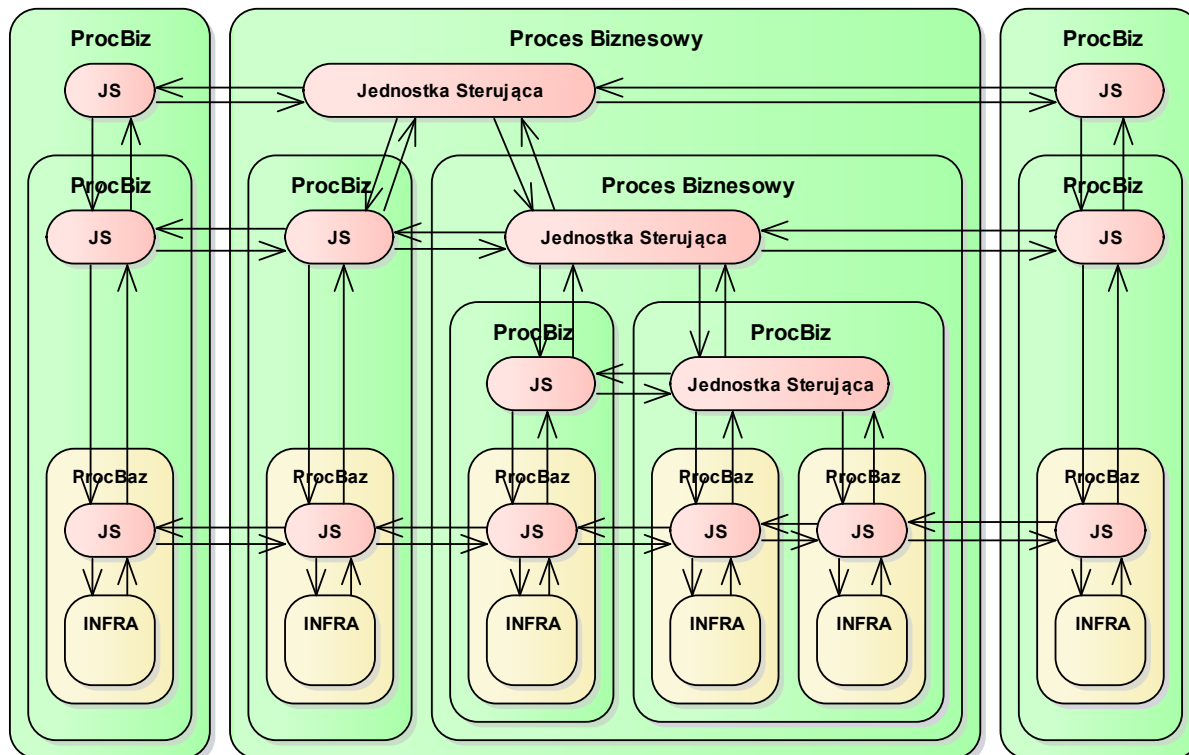 ProcBiz
Proces Biznesowy
ProcBiz
JS
Jednostka Sterująca
JS
ProcBiz
ProcBiz
Proces Biznesowy
ProcBiz
JS
JS
Jednostka Sterująca
JS
ProcBiz
ProcBiz
JS
Jednostka Sterująca
ProcBaz
ProcBaz
ProcBaz
ProcBaz
ProcBaz
ProcBaz
JS
JS
JS
JS
JS
JS
INFRA
INFRA
INFRA
INFRA
INFRA
INFRA